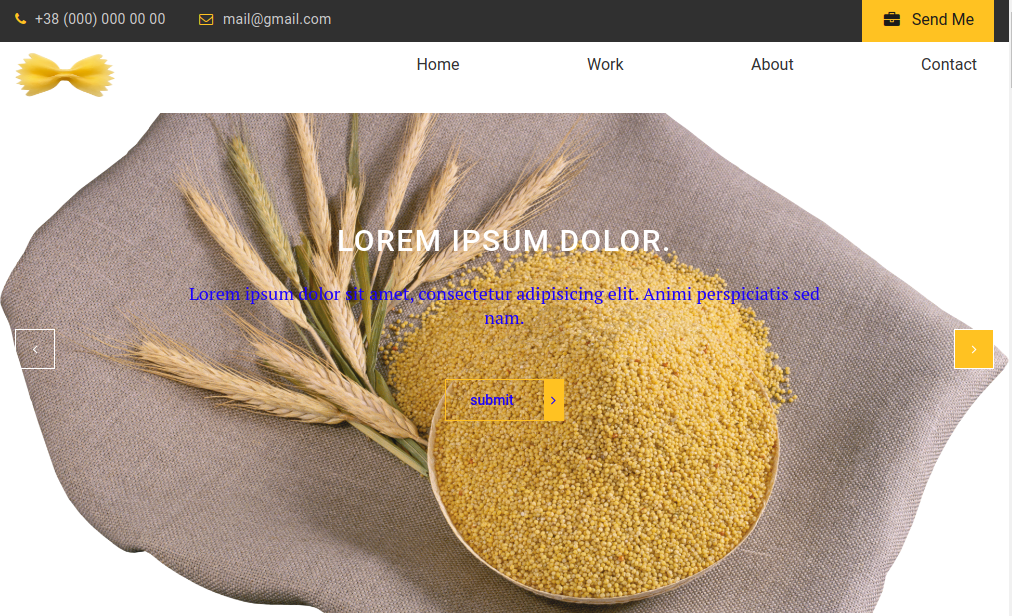 +38 (000) 000 00 00 mail@gmail.com Send Me
Home Work About Contact
LOREM IPSUM DOLOR.
Lorem ipsum dolor sit amet, consectetur adipisicing elit. Animi perspiciatis sed
nam.
submit